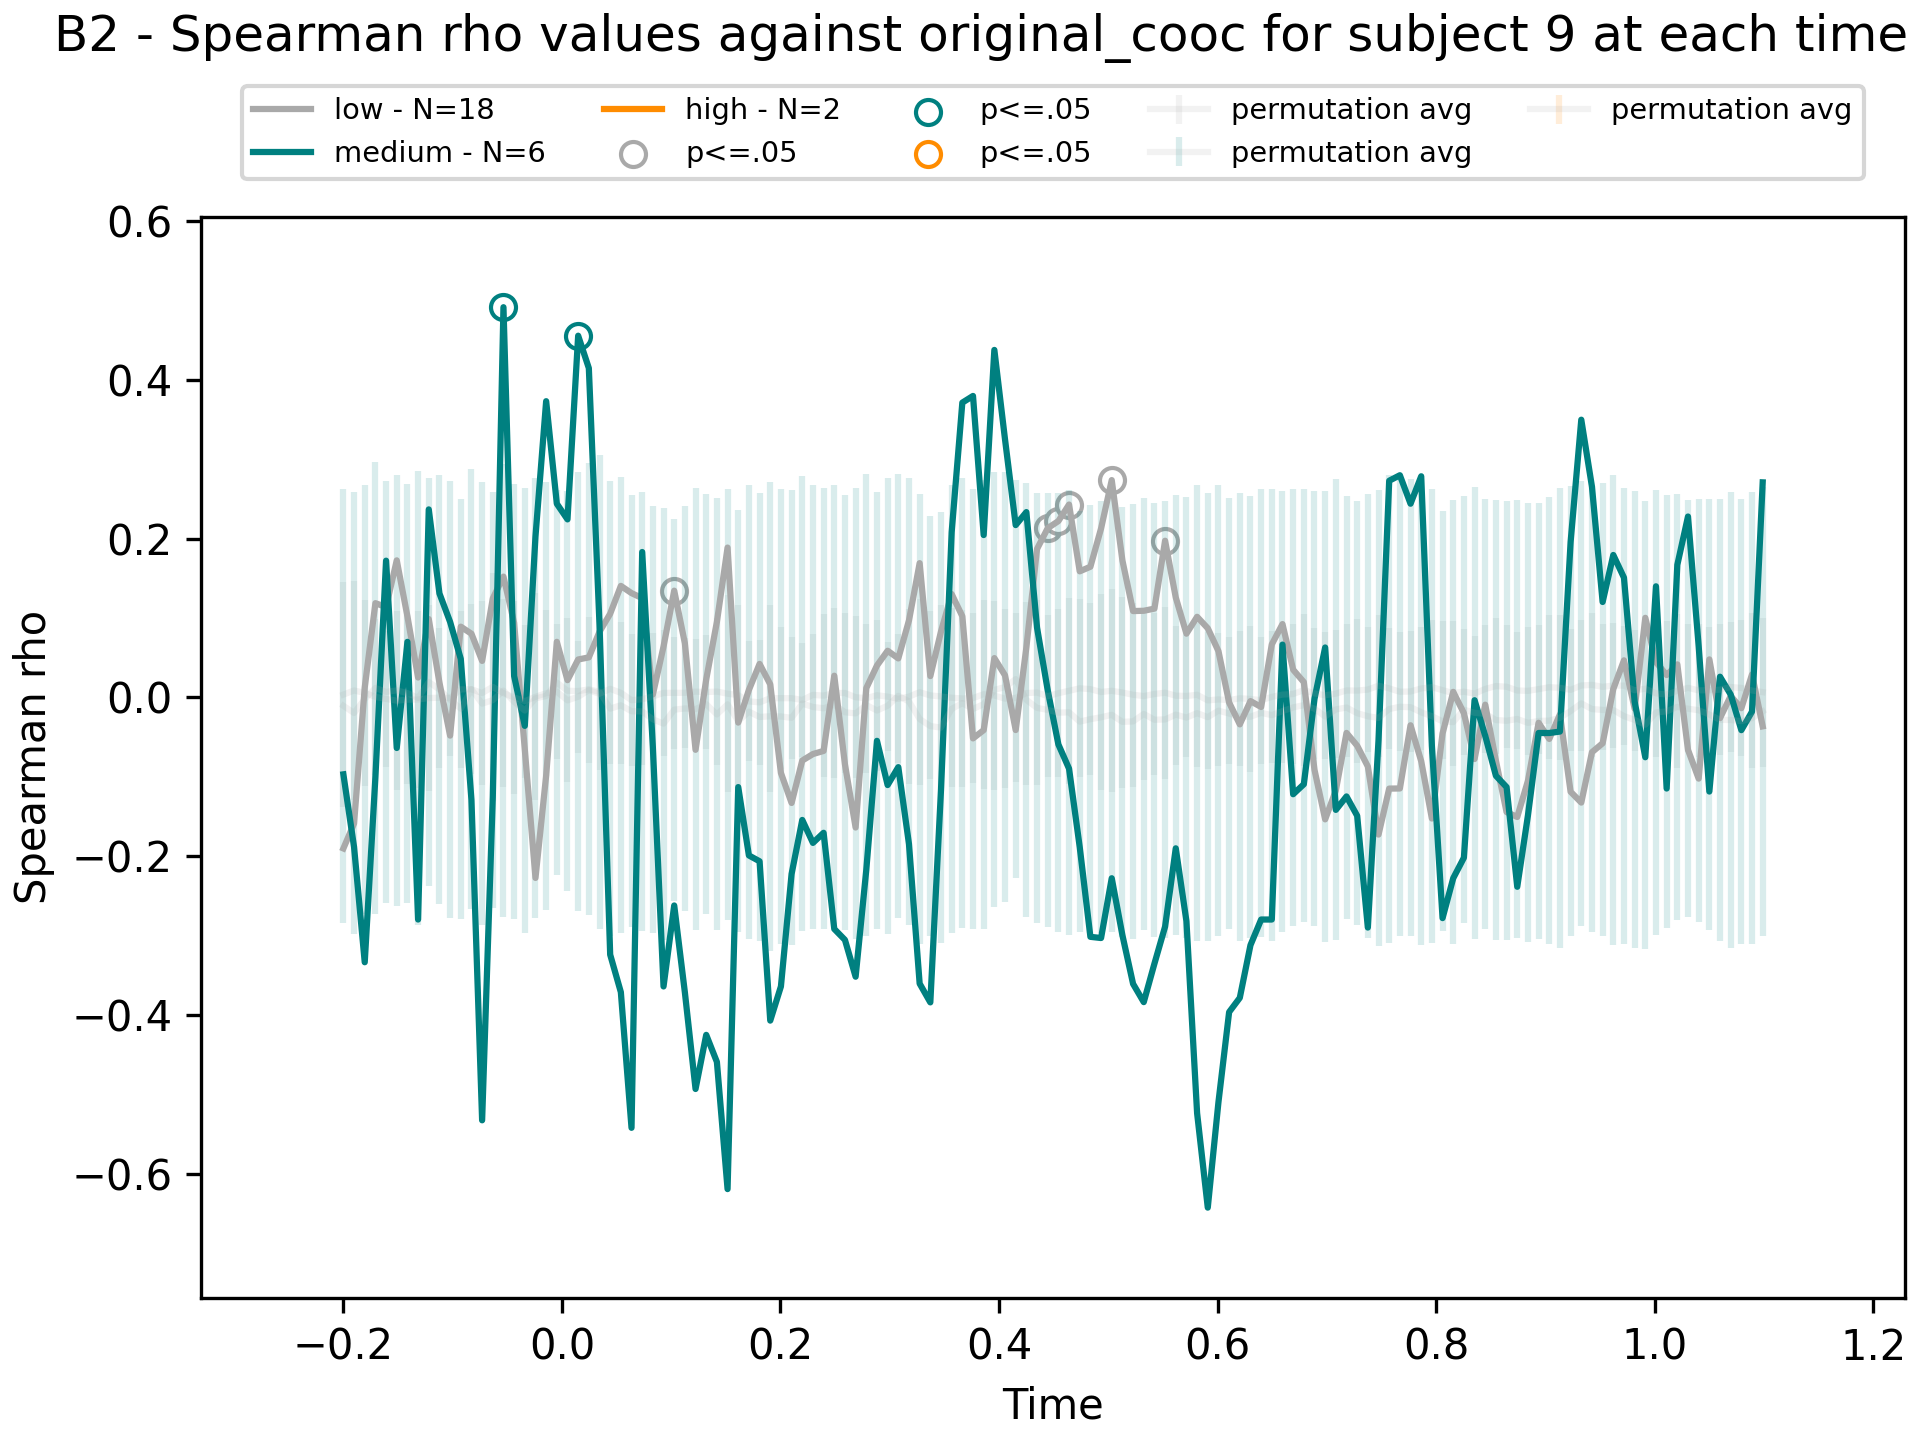 B2 - Spearman rho values against original_cooc for subject 9 at each time
low - N=18
medium - N=6
high - N=2
p<=.05
p<=.05
p<=.05
permutation avg
permutation avg
permutation avg
0.6
0.4
0.2
0.0
−0.2
−0.4
−0.6
Spearman rho
−0.2
0.0
0.2
0.4
0.6
0.8
1.0
1.2
Time